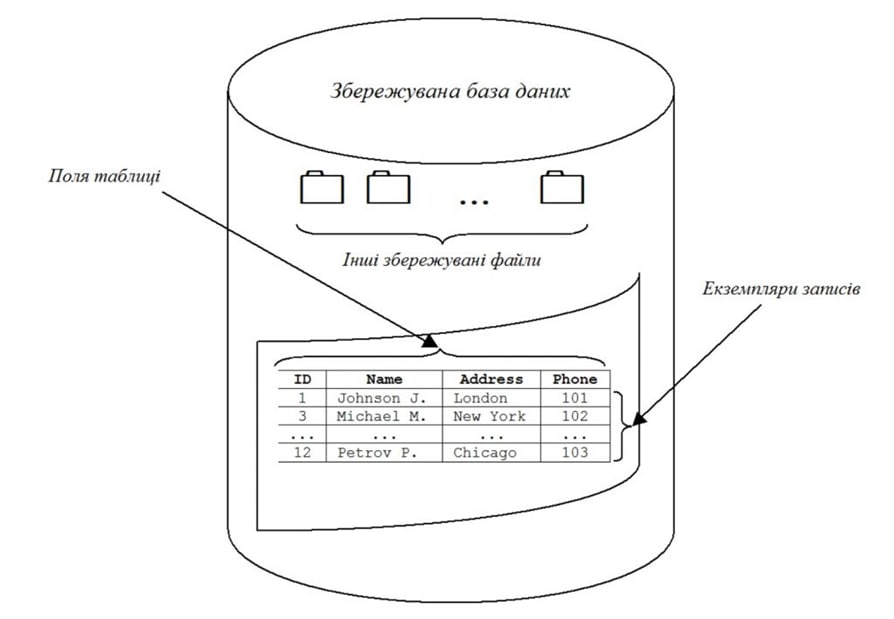 Збережувана база даних
Поля таблиці
...
Інші збережувані файли
Екземпляри записів
ID Name Address Phone
1 Johnson J. London 101
3 Michael M. New York 102
... ... ... ...
12 Petrov P. Chicago 103